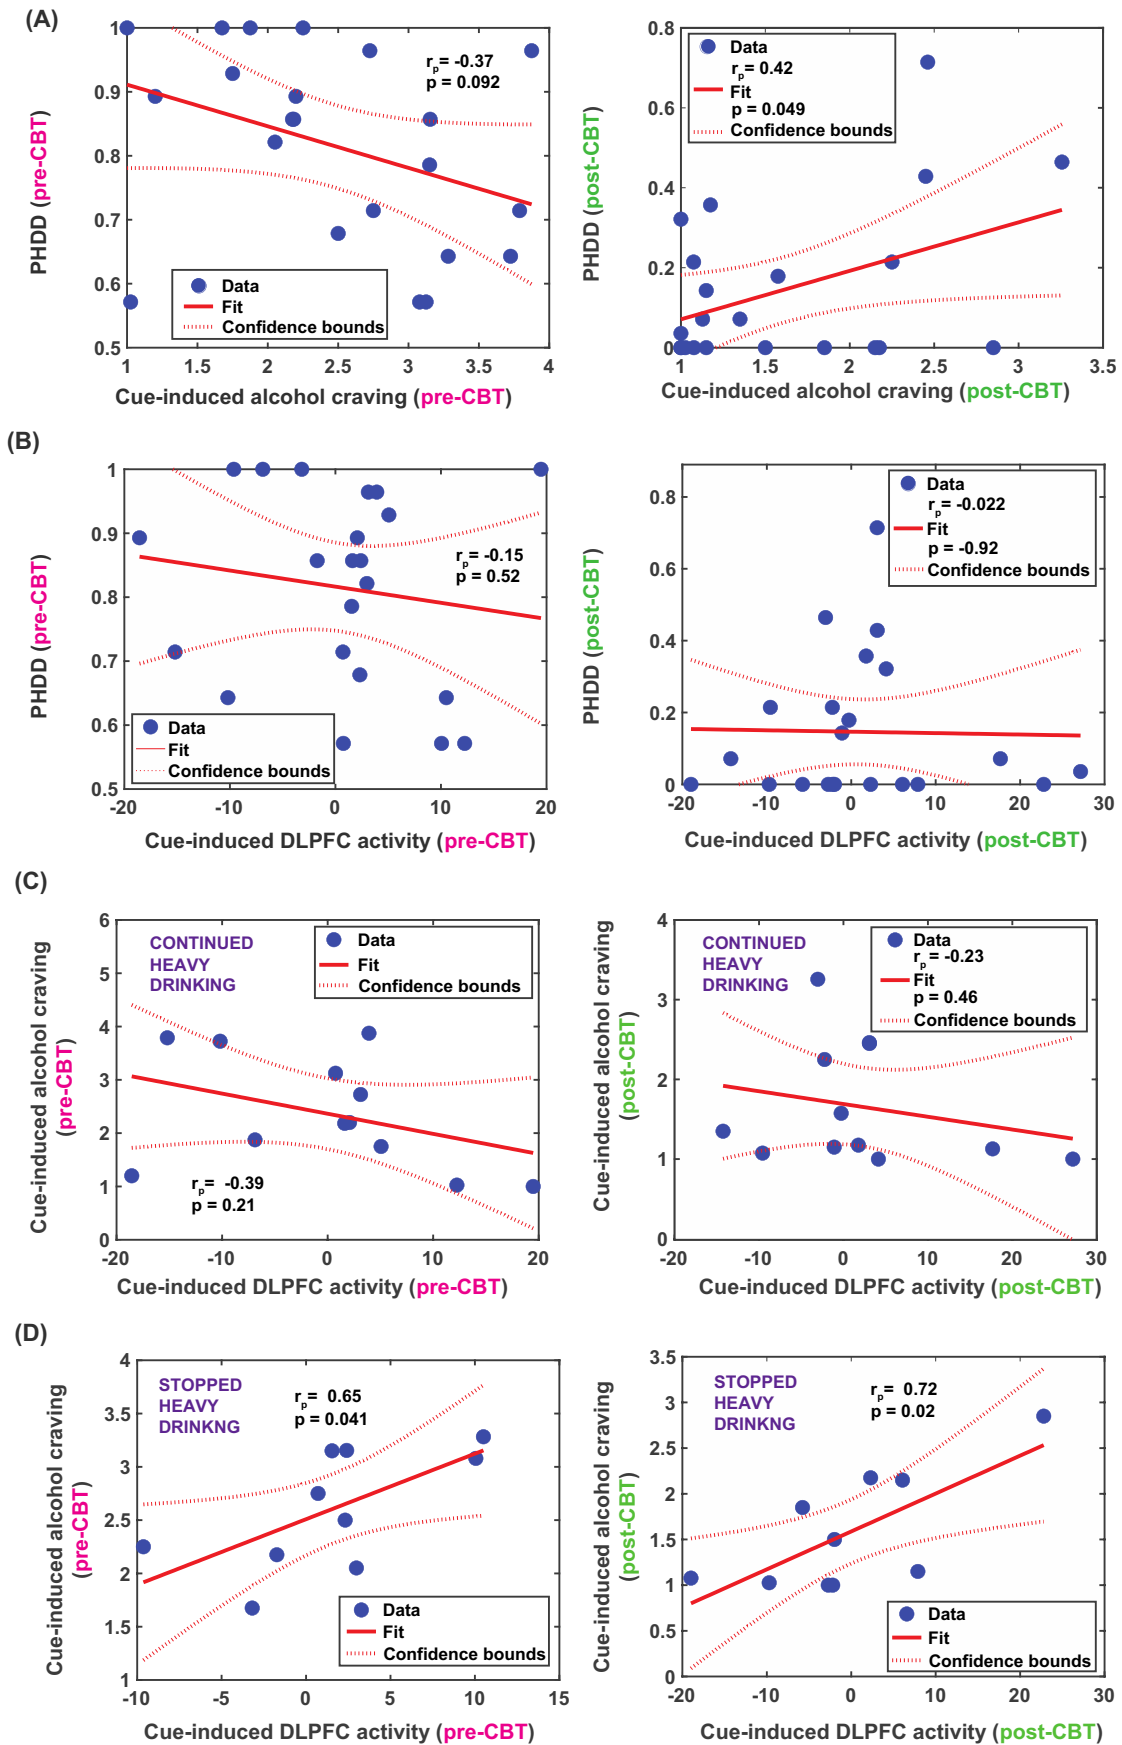 (A)
1
0.9
0.8
0.7
0.6
0.5
PHDD (pre-CBT)
r_p= -0.37
p = 0.092
Data
Fit
Confidence bounds
1 1.5 2 2.5 3 3.5 4
Cue-induced alcohol craving (pre-CBT)
0.8
0.6
0.4
0.2
0
PHDD (post-CBT)
Data
r_p= 0.42
Fit
p = 0.049
Confidence bounds
1 1.5 2 2.5 3 3.5
Cue-induced alcohol craving (post-CBT)
(B)
1
0.9
0.8
0.7
0.6
0.5
PHDD (pre-CBT)
r_p= -0.15
p = 0.52
Data
Fit
Confidence bounds
-20 -10 0 10 20
Cue-induced DLPFC activity (pre-CBT)
0.8
0.6
0.4
0.2
0
PHDD (post-CBT)
Data
r_p= -0.022
Fit
p = -0.92
Confidence bounds
-20 -10 0 10 20 30
Cue-induced DLPFC activity (post-CBT)
(C)
6
5
4
3
2
1
0
Cue-induced alcohol craving
(pre-CBT)
CONTINUED
HEAVY
DRINKING
Data
Fit
Confidence bounds
r_p= -0.39
p = 0.21
-20 -10 0 10 20
Cue-induced DLPFC activity (pre-CBT)
4
3
2
1
0
Cue-induced alcohol craving
(post-CBT)
CONTINUED
HEAVY
DRINKING
Data
r_p= -0.23
Fit
p = 0.46
Confidence bounds
-20 -10 0 10 20 30
Cue-induced DLPFC activity (post-CBT)
(D)
4
3.5
3
2.5
2
1.5
1
Cue-induced alcohol craving
(pre-CBT)
STOPPED
HEAVY
DRINKNG
r_p= 0.65
p = 0.041
Data
Fit
Confidence bounds
-10 -5 0 5 10 15
Cue-induced DLPFC activity (pre-CBT)
3.5
3
2.5
2
1.5
1
0.5
0
Cue-induced alcohol craving
(post-CBT)
STOPPED
HEAVY
DRINKNG
r_p= 0.72
p = 0.02
Data
Fit
Confidence bounds
-20 -10 0 10 20 30
Cue-induced DLPFC activity (post-CBT)